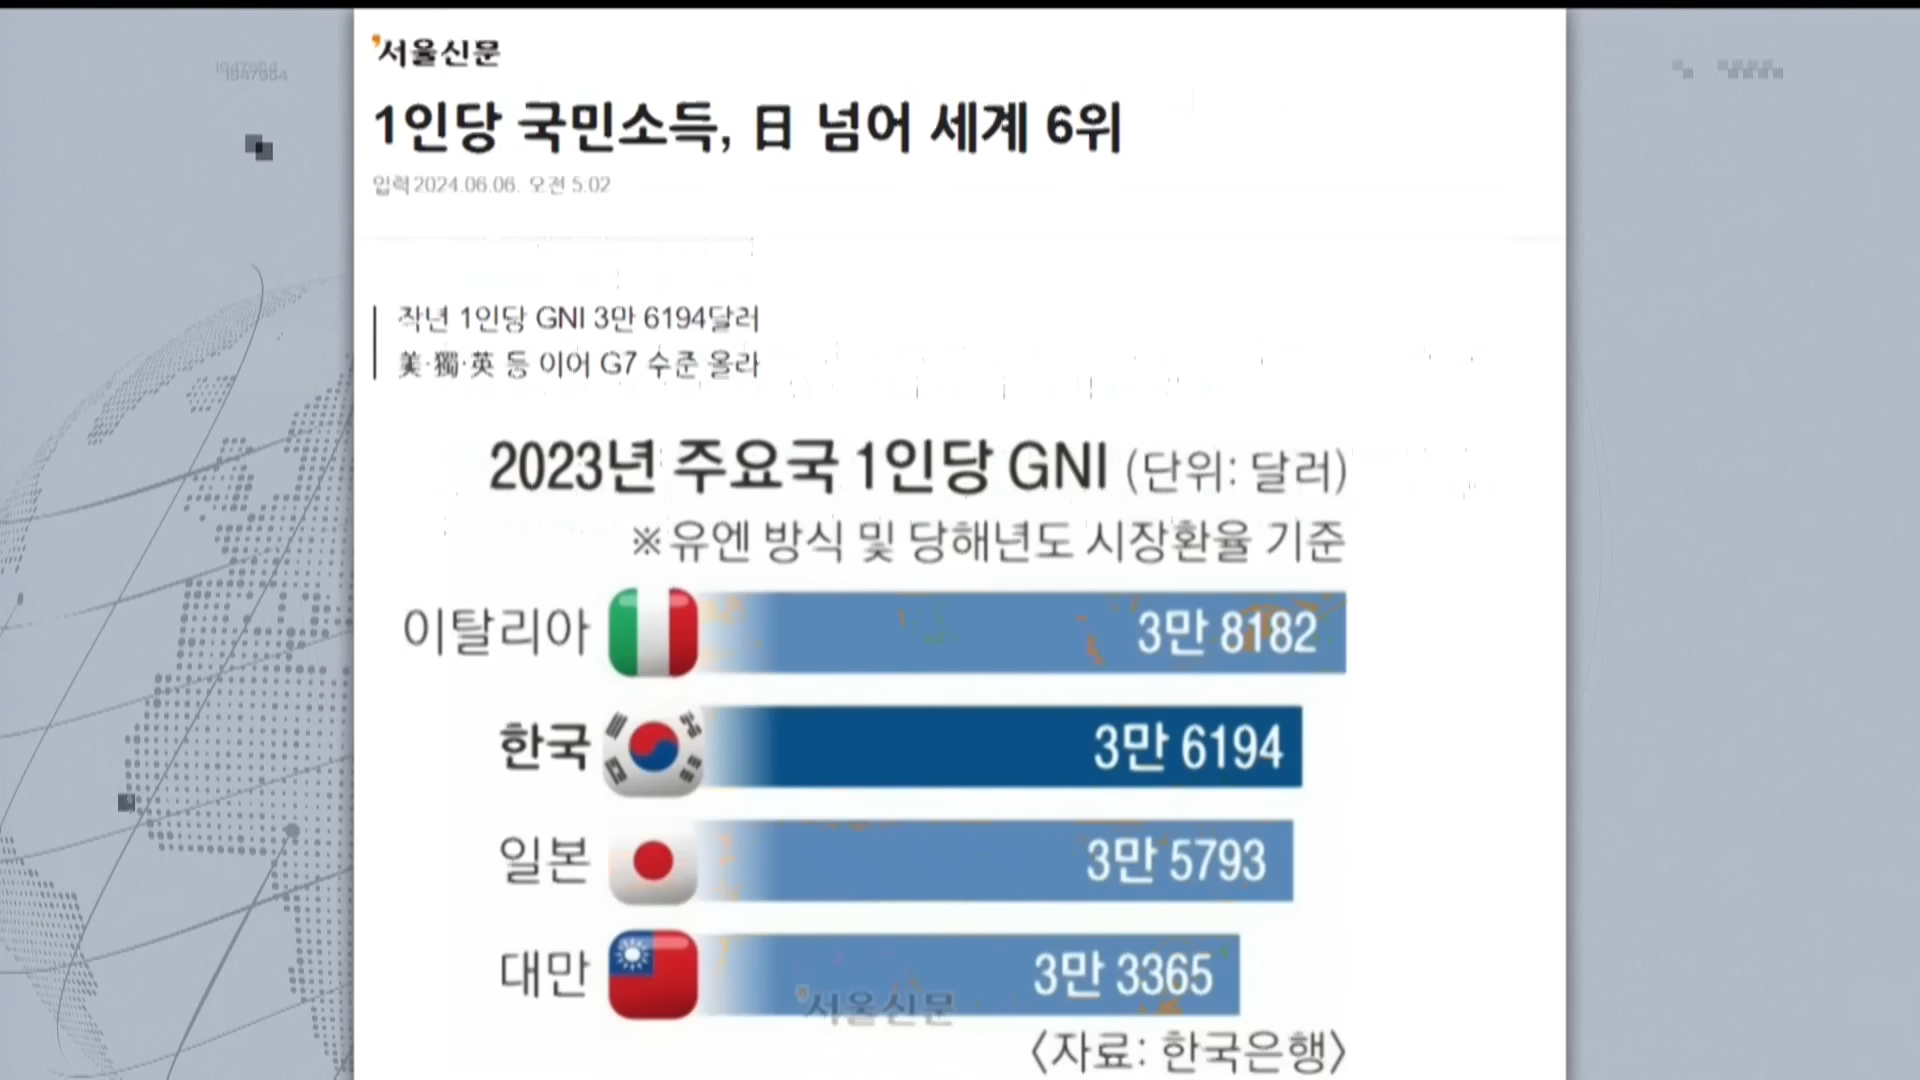 서울신문
1인당 국민소득, 日 넘어 세계 6위
입력 2024.06.06. 오전 5:02
작년 1인당 GNI 3만 6194달러
美·獨·英 등 이어 G7 수준 올라
2023년 주요국 1인당 GNI (단위: 달러)
※유엔 방식 및 당해년도 시장환율 기준
이탈리아 3만 8182
한국 3만 6194
일본 3만 5793
대만 3만 3365
서울신문
〈자료: 한국은행〉